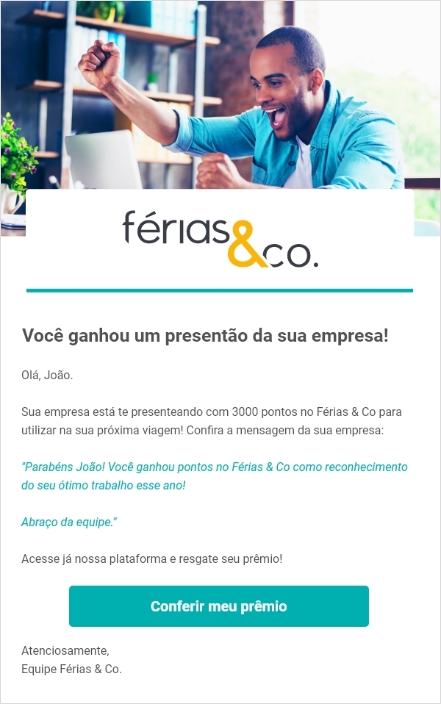 férias&co.
Você ganhou um presentão da sua empresa!
Olá, João.
Sua empresa está te presenteando com 3000 pontos no Férias & Co para
utilizar na sua próxima viagem! Confira a mensagem da sua empresa:
"Parabéns João! Você ganhou pontos no Férias & Co como reconhecimento
do seu ótimo trabalho esse ano!
Abraço da equipe."
Acesse já nossa plataforma e resgate seu prêmio!
Conferir meu prêmio
Atenciosamente,
Equipe Férias & Co.